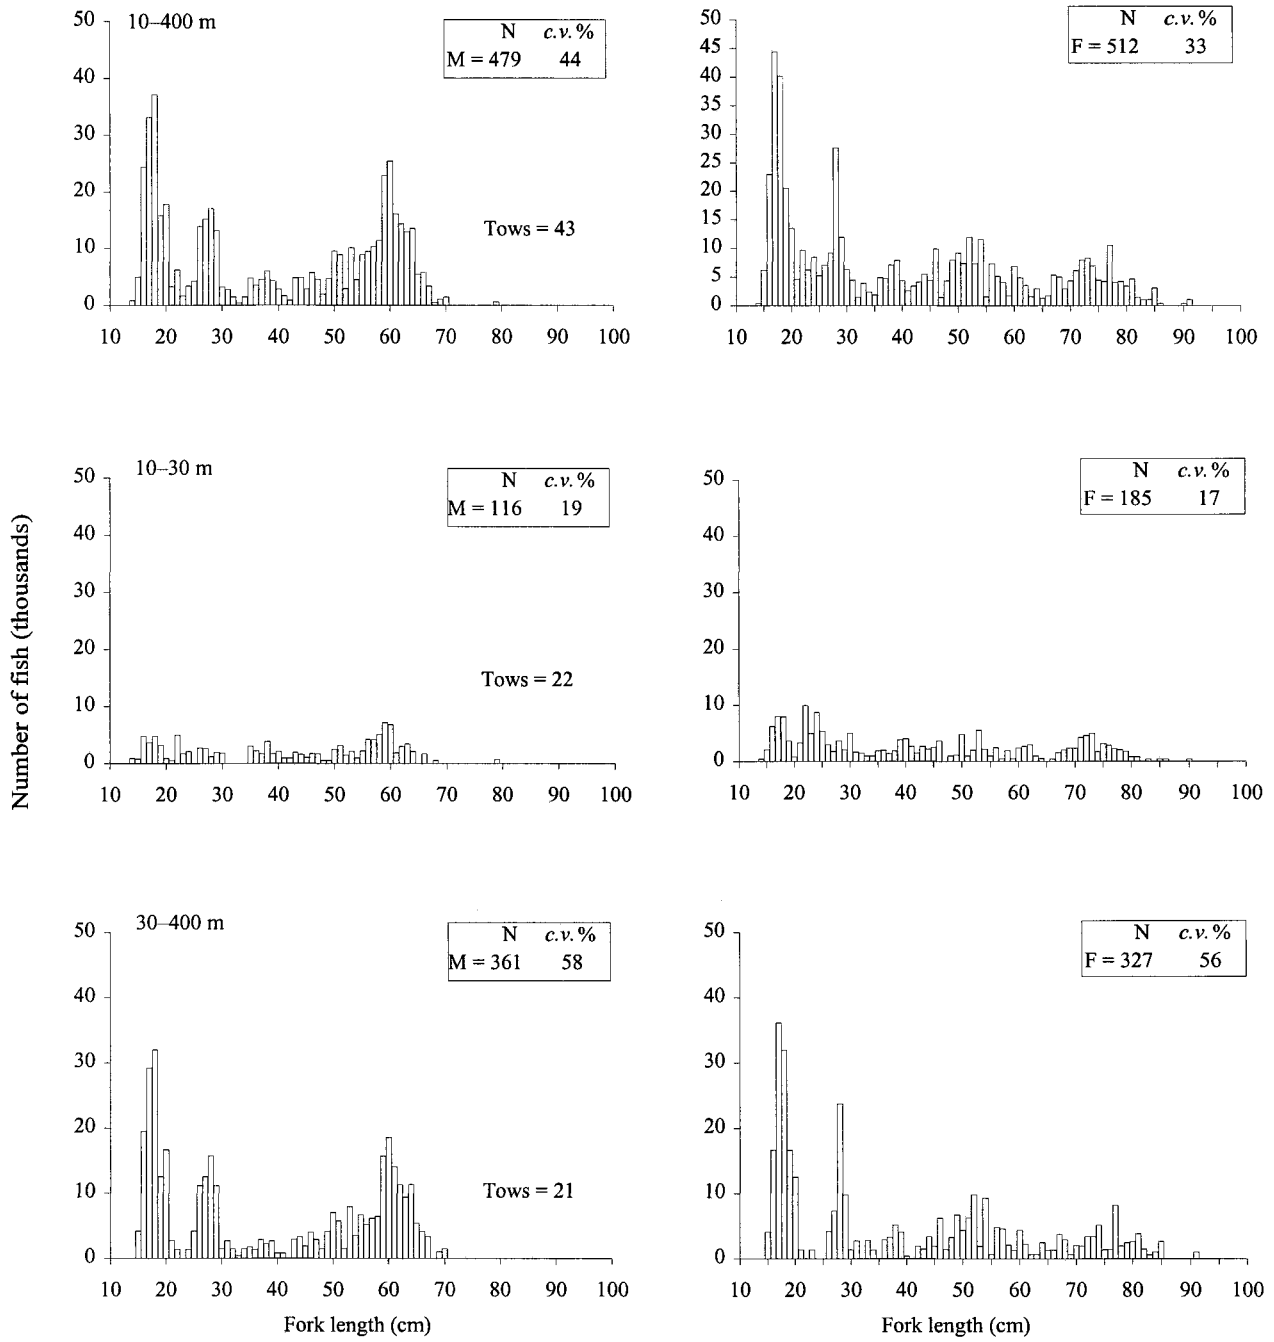 10–400 m
N c.v. %
M = 479 44
Tows = 43
50
40
30
20
10
0
10 20 30 40 50 60 70 80 90 100
N c.v. %
F = 512 33
50
45
40
35
30
25
20
15
10
5
0
10 20 30 40 50 60 70 80 90 100
Number of fish (thousands)
10–30 m
N c.v. %
M = 116 19
Tows = 22
50
40
30
20
10
0
10 20 30 40 50 60 70 80 90 100
N c.v. %
F = 185 17
50
40
30
20
10
0
10 20 30 40 50 60 70 80 90 100
30–400 m
N c.v. %
M = 361 58
Tows = 21
50
40
30
20
10
0
10 20 30 40 50 60 70 80 90 100
Fork length (cm)
N c.v. %
F = 327 56
50
40
30
20
10
0
10 20 30 40 50 60 70 80 90 100
Fork length (cm)